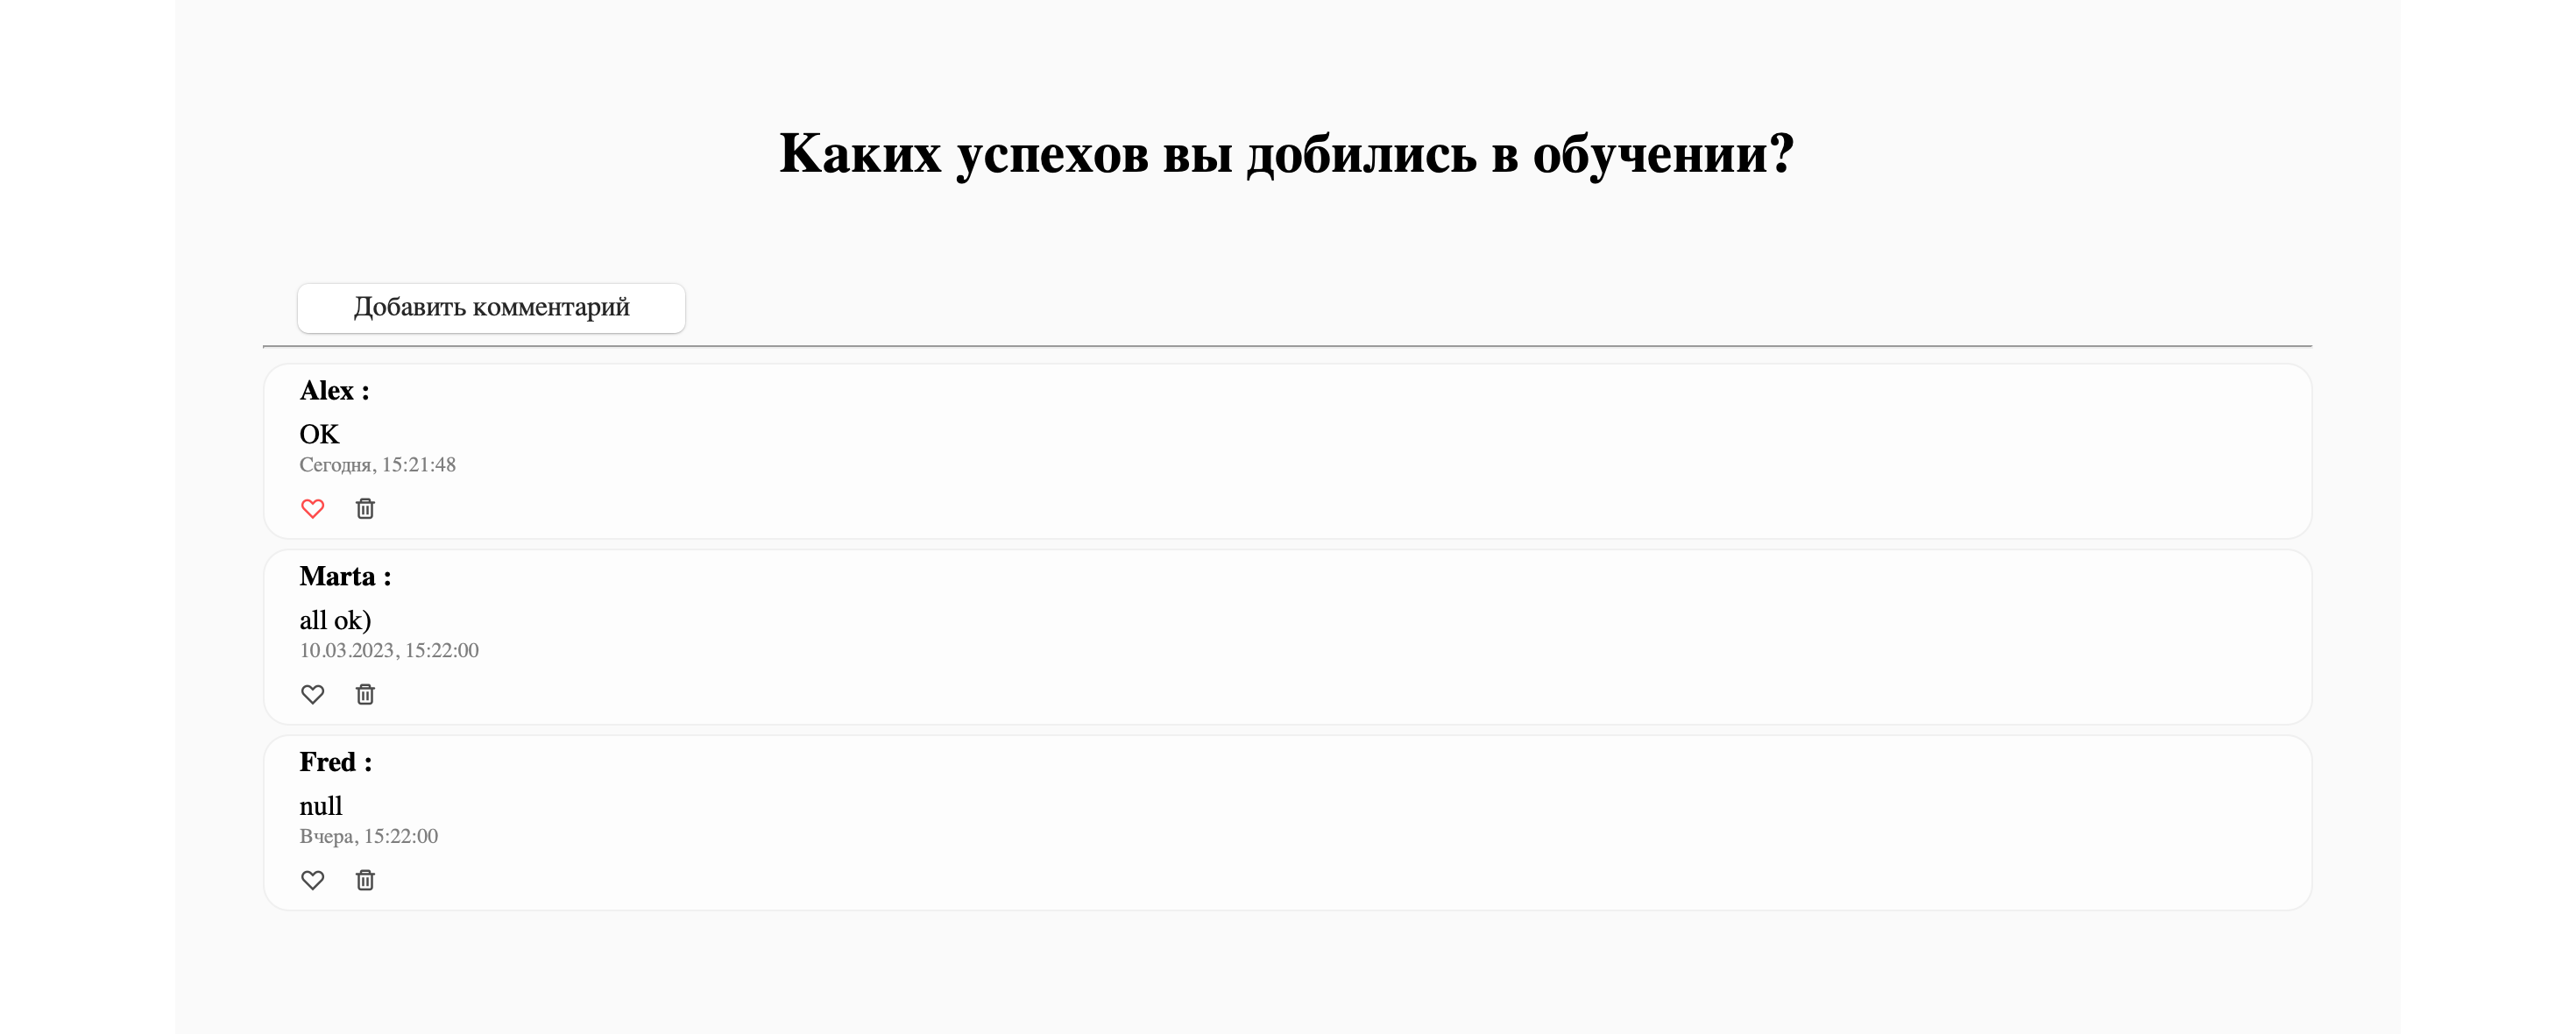 Каких успехов вы добились в обучении?
Добавить комментарий
Alex :
OK
Сегодня, 15:21:48
Marta :
all ok)
10.03.2023, 15:22:00
Fred :
null
Вчера, 15:22:00